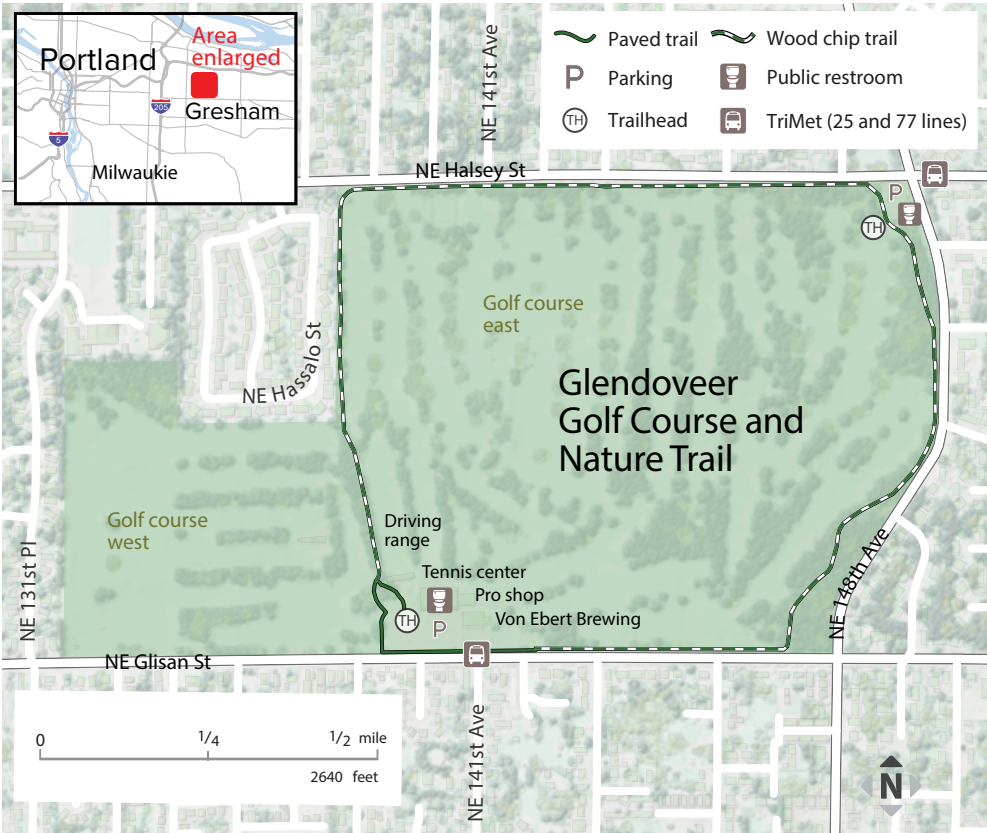 Portland
Area
enlarged
205
Gresham
5
Milwaukie
Paved trail
Wood chip trail
P
Parking
Public restroom
TH
Trailhead
TriMet (25 and 77 lines)
NE 141st Ave
NE Halsey St
P
TH
Golf course
east
NE Hassalo St
Glendoveer
Golf Course and
Nature Trail
Golf course
west
Driving
range
Tennis center
Pro shop
Von Ebert Brewing
TH
P
NE 131st Pl
NE 148th Ave
NE Glisan St
NE 141st Ave
0
1/4
1/2 mile
2640 feet
N